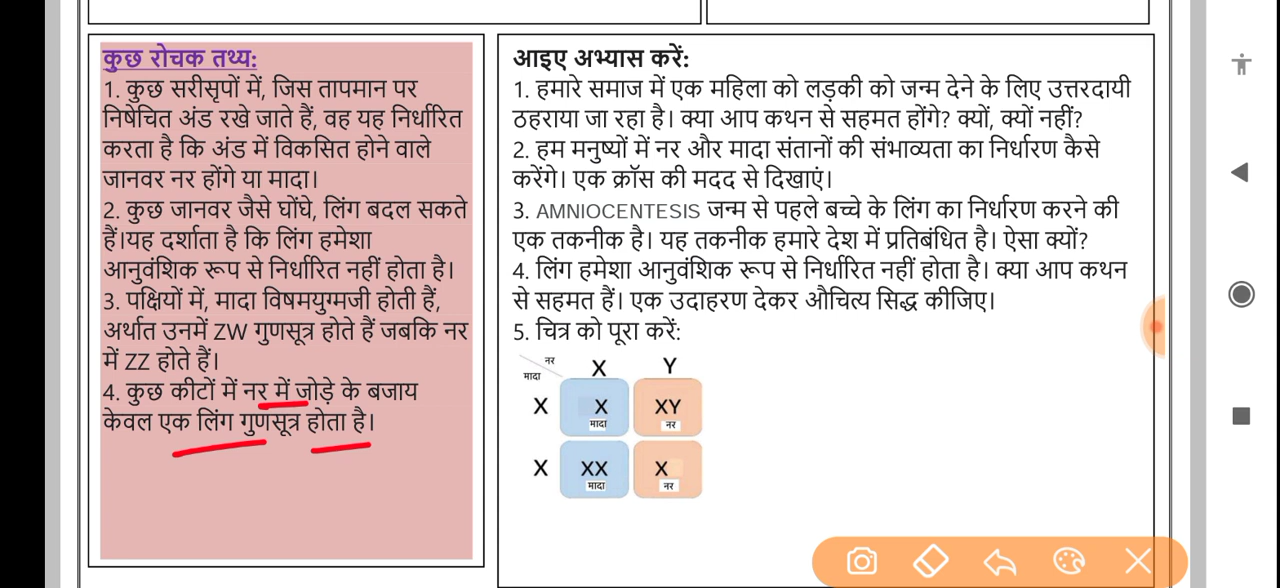 कुछ रोचक तथ्य:
1. कुछ सरीसृपों में, जिस तापमान पर
निषेचित अंड रखे जाते हैं, वह यह निर्धारित
करता है कि अंड में विकसित होने वाले
जानवर नर होंगे या मादा।
2. कुछ जानवर जैसे घोंघे, लिंग बदल सकते
हैं।यह दर्शाता है कि लिंग हमेशा
आनुवंशिक रूप से निर्धारित नहीं होता है।
3. पक्षियों में, मादा विषमयुग्मजी होती हैं,
अर्थात उनमें ZW गुणसूत्र होते हैं जबकि नर
में ZZ होते हैं।
4. कुछ कीटों में नर में जोड़े के बजाय
केवल एक लिंग गुणसूत्र होता है।
आइए अभ्यास करें:
1. हमारे समाज में एक महिला को लड़की को जन्म देने के लिए उत्तरदायी
ठहराया जा रहा है। क्या आप कथन से सहमत होंगे? क्यों, क्यों नहीं?
2. हम मनुष्यों में नर और मादा संतानों की संभाव्यता का निर्धारण कैसे
करेंगे। एक क्रॉस की मदद से दिखाएं।
3. AMNIOCENTESIS जन्म से पहले बच्चे के लिंग का निर्धारण करने की
एक तकनीक है। यह तकनीक हमारे देश में प्रतिबंधित है। ऐसा क्यों?
4. लिंग हमेशा आनुवंशिक रूप से निर्धारित नहीं होता है। क्या आप कथन
से सहमत हैं। एक उदाहरण देकर औचित्य सिद्ध कीजिए।
5. चित्र को पूरा करें:
नर
मादा
X Y
X X XY
मादा नर
X XX X
मादा नर